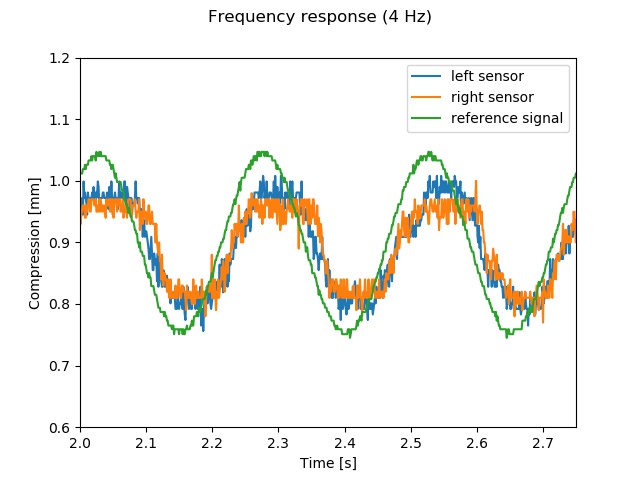 Frequency response (4 Hz)
1.2
1.1
1.0
0.9
0.8
0.7
0.6
Compression [mm]
left sensor
right sensor
reference signal
2.0 2.1 2.2 2.3 2.4 2.5 2.6 2.7
Time [s]